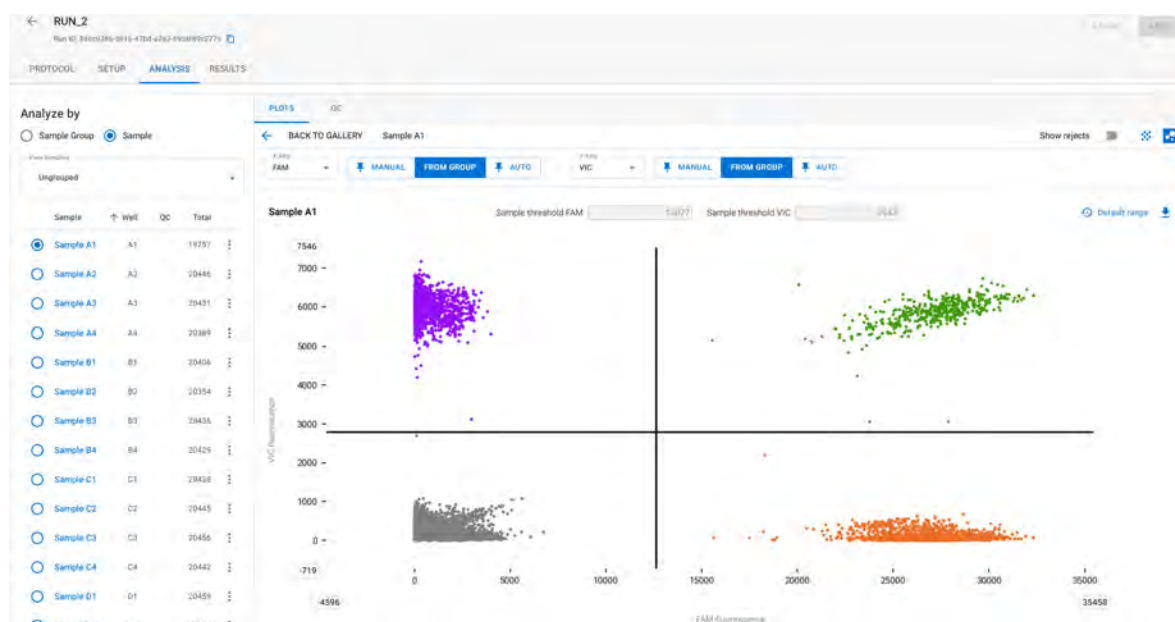 RUN_2
PROTOCOL SETUP ANALYSIS RESULTS
Analyze by
Sample Group Sample
Ungrouped
Sample Well QC Total
Sample A1 A1 19757
Sample A2 A2 20446
Sample A3 A3 20431
Sample A4 A4 20389
Sample B1 B1 20406
Sample B2 B2 20354
Sample B3 B3 20436
Sample B4 B4 20429
Sample C1 C1 20428
Sample C2 C2 20445
Sample C3 C3 20456
Sample C4 C4 20442
Sample D1 D1 20459
PLOTS QC
BACK TO GALLERY Sample A1 Show rejects
FAM MANUAL FROM GROUP AUTO VIC MANUAL FROM GROUP AUTO
Sample A1 Sample threshold FAM Sample threshold VIC Default range
7546
7000
6000
5000
4000
3000
2000
1000
0
-719
VIC fluorescence
0 5000 10000 15000 20000 25000 30000 35000
-4596 35458
FAM fluorescence